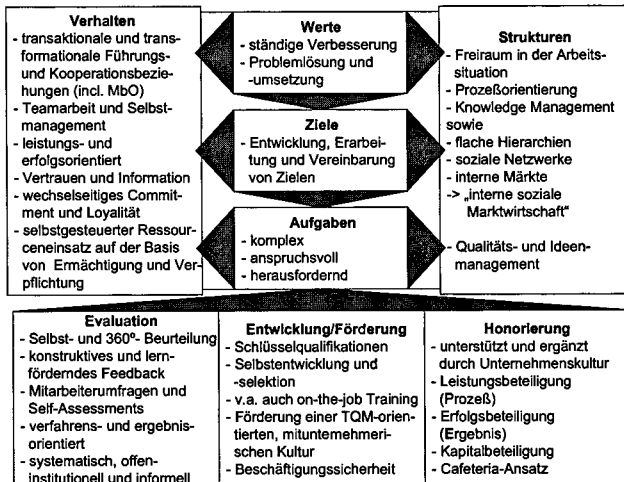 Verhalten
- transaktionale und trans-
formationale Führungs-
und Kooperationsbezie-
hungen (incl. MbO)
- Teamarbeit und Selbst-
management
- leistungs- und
erfolgsorientiert
- Vertrauen und Information
- wechselseitiges Commit-
ment und Loyalität
- selbstgesteuerter Ressour-
ceneinsatz auf der Basis
von Ermächtigung und Ver-
pflichtung
Werte
- ständige Verbesserung
- Problemlösung und
-umsetzung
Ziele
- Entwicklung, Erarbei-
tung und Vereinbarung
von Zielen
Aufgaben
- komplex
- anspruchsvoll
- herausfordernd
Strukturen
- Freiraum in der Arbeits-
situation
- Prozeßorientierung
- Knowledge Management
sowie
- flache Hierarchien
- soziale Netzwerke
- interne Märkte
-> „interne soziale
Marktwirtschaft“
- Qualitäts- und Ideen-
management
Evaluation
- Selbst- und 360º- Beurteilung
- konstruktives und lern-
förderndes Feedback
- Mitarbeiterumfragen und
Self-Assessments
- verfahrens- und ergebnis-
orientiert
- systematisch, offen-
institutionell und informell
Entwicklung/Förderung
- Schlüsselqualifikationen
- Selbstentwicklung und
-selektion
- v.a. auch on-the-job Training
- Förderung einer TQM-orien-
tierten, mitunternehmerischen
Kultur
- Beschäftigungssicherheit
Honorierung
- unterstützt und ergänzt
durch Unternehmenskultur
- Leistungsbeteiligung
(Prozeß)
- Erfolgsbeteiligung
(Ergebnis)
- Kapitalbeteiligung
- Cafeteria-Ansatz